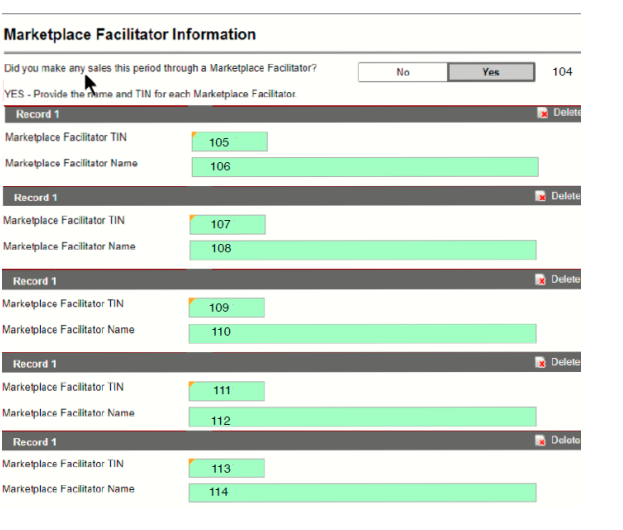 Marketplace Facilitator Information
Did you make any sales this period through a Marketplace Facilitator? No Yes 104
YES - Provide the name and TIN for each Marketplace Facilitator.
Record 1 Delete
Marketplace Facilitator TIN 105
Marketplace Facilitator Name 106
Record 1 Delete
Marketplace Facilitator TIN 107
Marketplace Facilitator Name 108
Record 1 Delete
Marketplace Facilitator TIN 109
Marketplace Facilitator Name 110
Record 1 Delete
Marketplace Facilitator TIN 111
Marketplace Facilitator Name 112
Record 1 Delete
Marketplace Facilitator TIN 113
Marketplace Facilitator Name 114